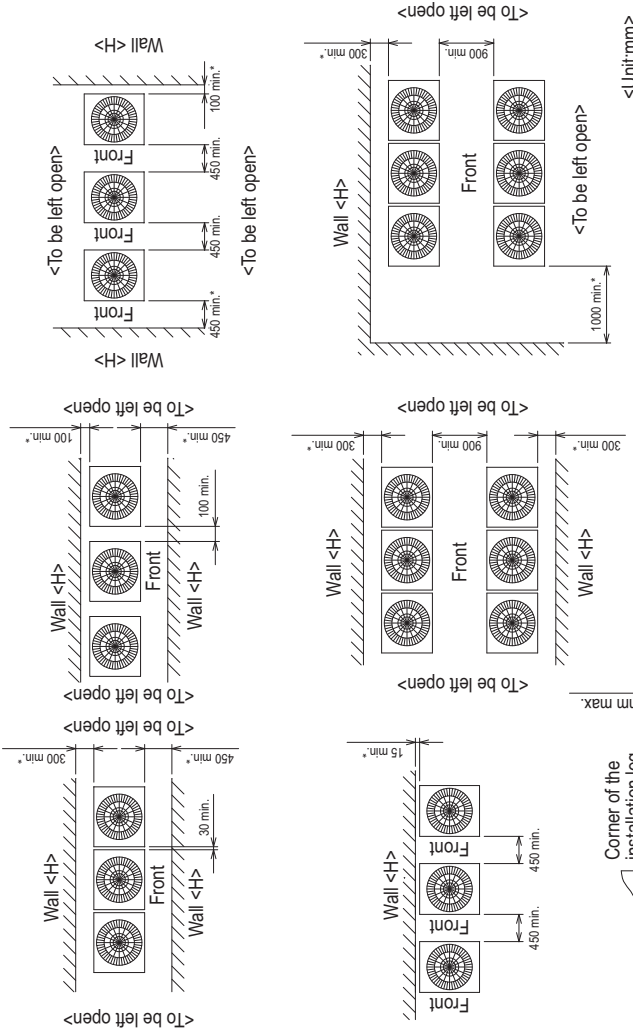 <To be left open>
Wall <H>
300 min.*
450 min.*
30 min.
Front
Wall <H>
<To be left open>
<To be left open>
Wall <H>
100 min.*
450 min.*
100 min.
Front
Wall <H>
<To be left open>
Wall <H>
<To be left open>
Wall <H>
Front
Front
Front
450 min.*
450 min.
450 min.
100 min.*
<To be left open>
Wall <H>
15 min.*
Front
Front
Front
450 min.
450 min.
<To be left open>
Wall <H>
300 min.*
900 min.
300 min.*
Front
Wall <H>
<To be left open>
Wall <H>
300 min.*
900 min.
<To be left open>
Front
1000 min.*
<To be left open>
<Unit:mm>
Corner of the
installation leg
max.